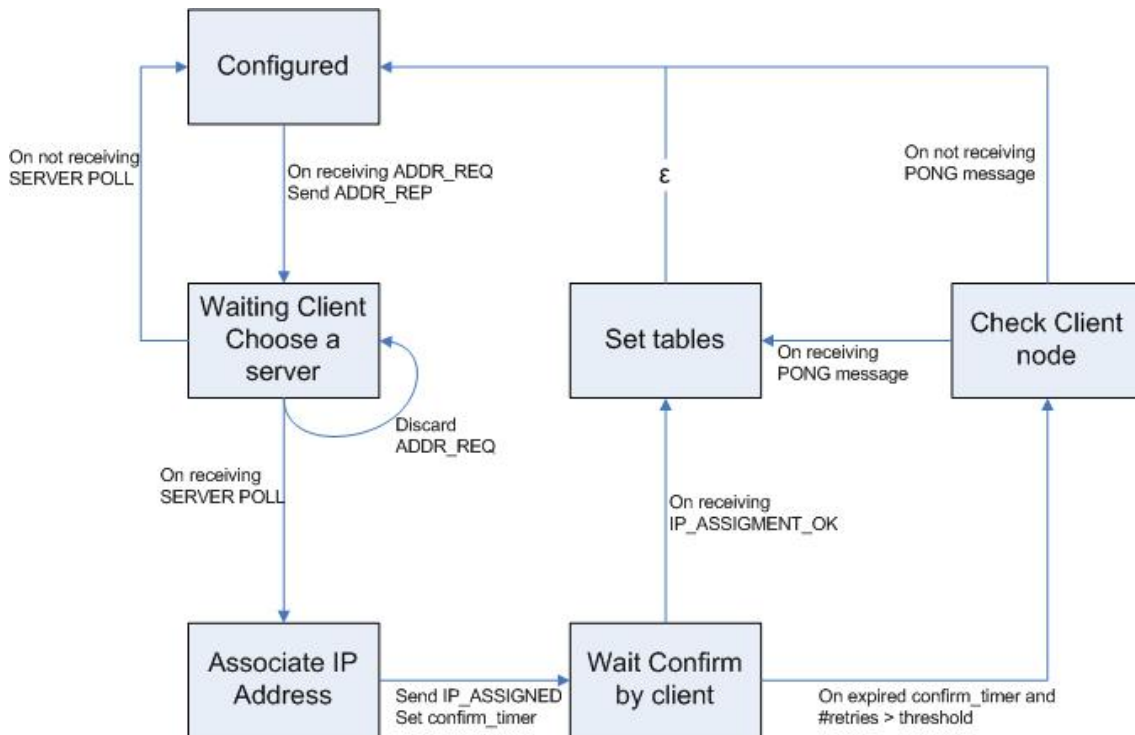 Configured
On not receiving
SERVER POLL
On receiving ADDR_REQ
Send ADDR_REP
ε
On not receiving
PONG message
Waiting Client
Choose a
server
Set tables
Check Client
node
On receiving
PONG message
Discard
ADDR_REQ
On receiving
SERVER POLL
On receiving
IP_ASSIGMENT_OK
Associate IP
Address
Send IP_ASSIGNED
Set confirm_timer
Wait Confirm
by client
On expired confirm_timer and
#retries > threshold